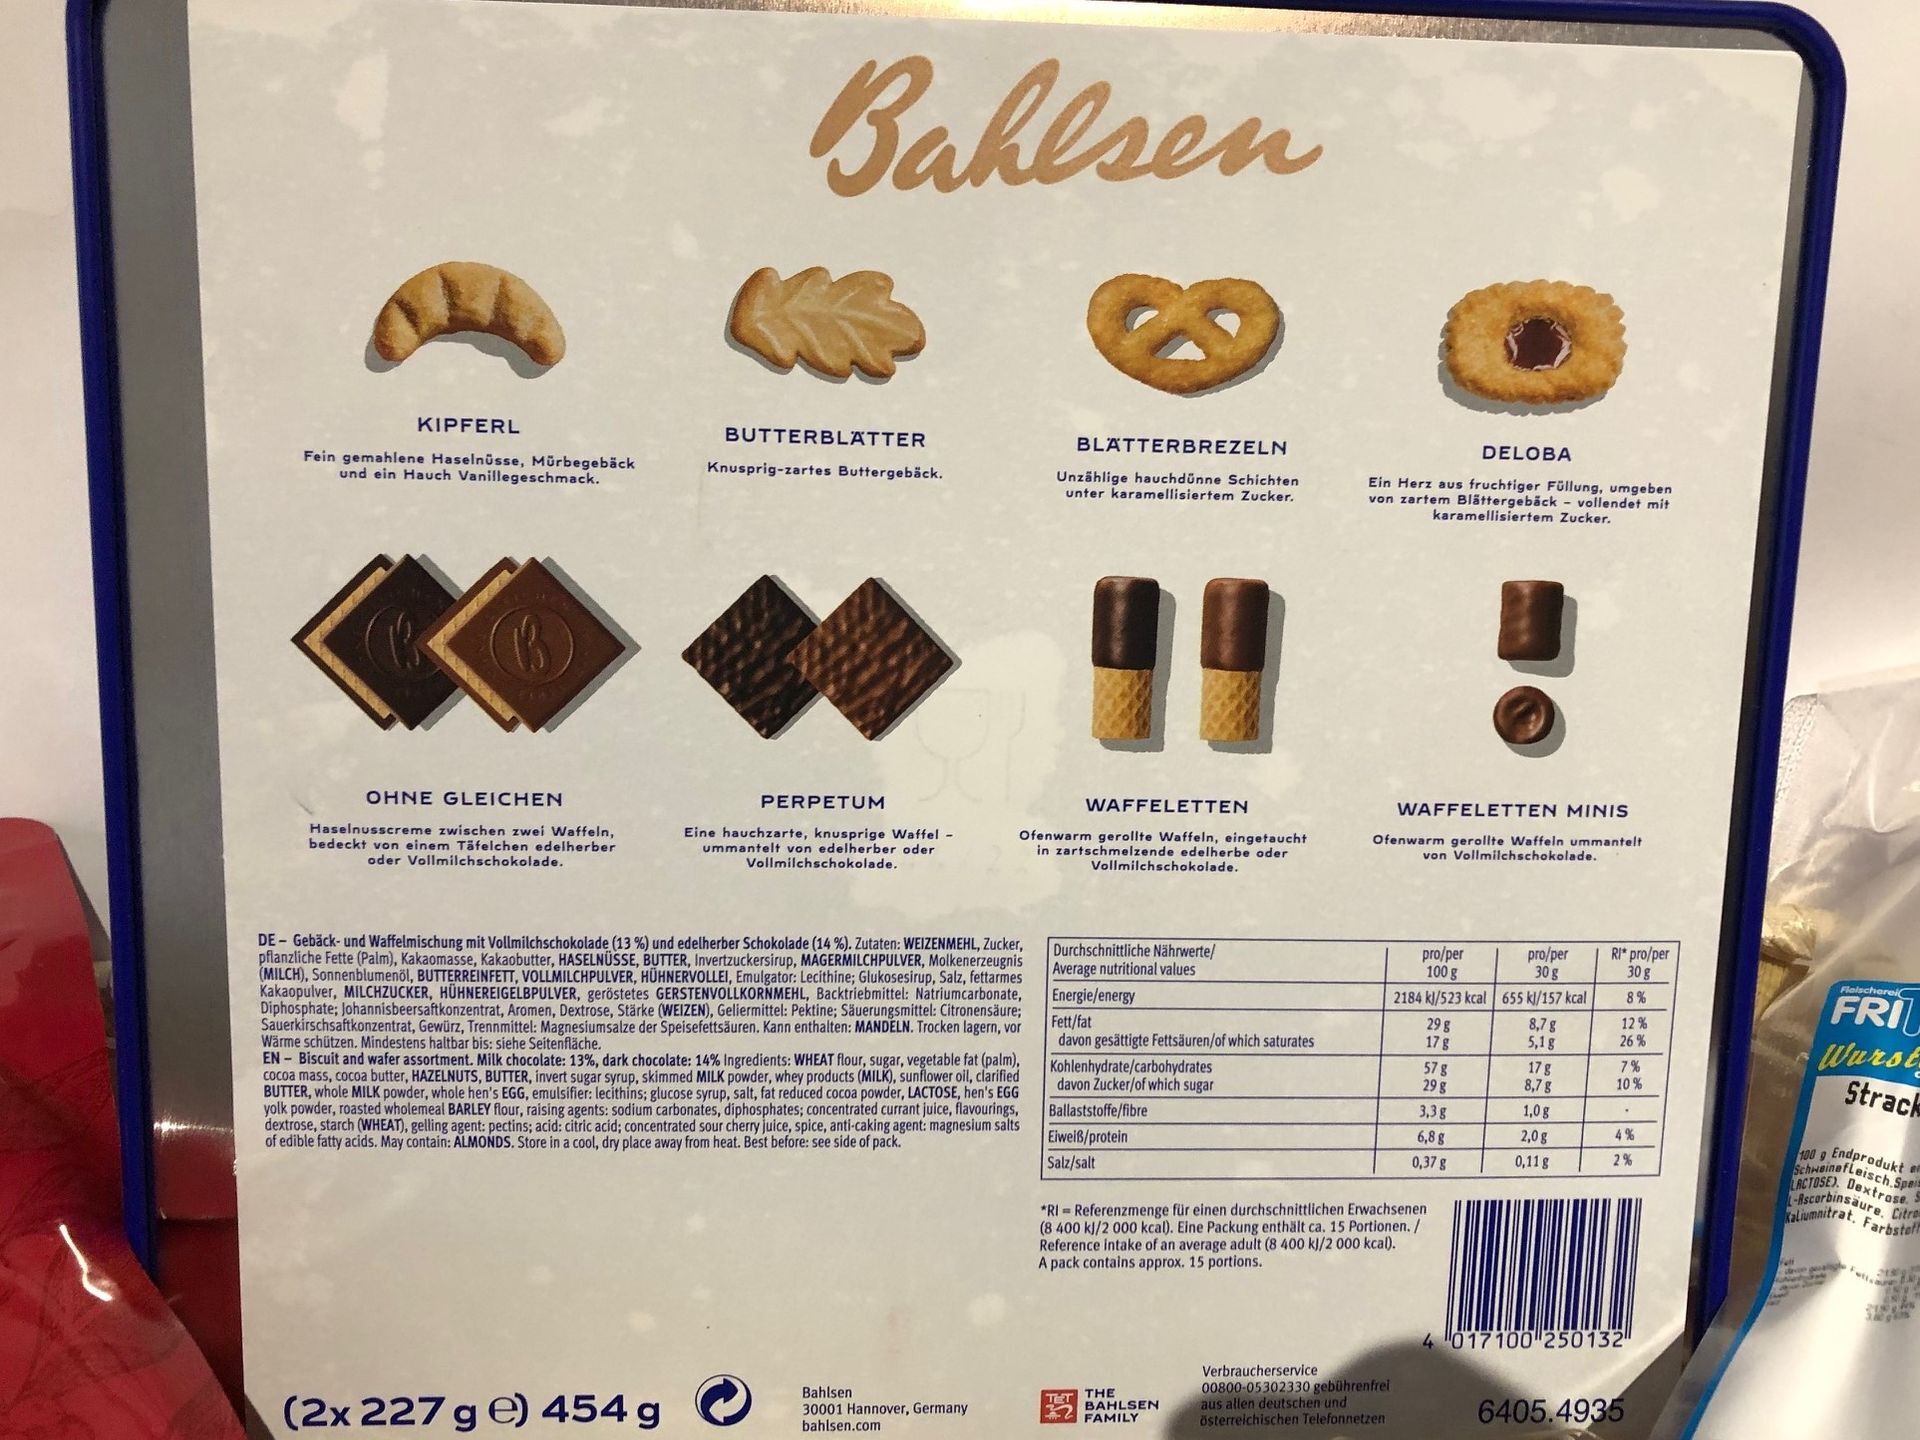 Bahlsen
KIPFERL
Fein gemahlene Haselnüsse, Mürbegebäck
und ein Hauch Vanillegeschmack.
BUTTERBLÄTTER
Knusprig-zartes Buttergebäck.
BLÄTTERBREZELN
Unzählige hauchdünne Schichten
unter karamellisiertem Zucker.
DELOBA
Ein Herz aus fruchtiger Füllung, umgeben
von zartem Blättergebäck – vollendet mit
karamellisiertem Zucker.
OHNE GLEICHEN
Haselnusscreme zwischen zwei Waffeln,
bedeckt von einem Täfelchen edelherber
oder Vollmilchschokolade.
PERPETUM
Eine hauchzarte, knusprige Waffel –
ummantelt von edelherber oder
Vollmilchschokolade.
WAFFELETTEN
Ofenwarm gerollte Waffeln, eingetaucht
in zartschmelzende edelherbe oder
Vollmilchschokolade.
WAFFELETTEN MINIS
Ofenwarm gerollte Waffeln ummantelt
von Vollmilchschokolade.
DE – Gebäck- und Waffelmischung mit Vollmilchschokolade (13 %) und edelherber Schokolade (14 %). Zutaten: WEIZENMEHL, Zucker,
pflanzliche Fette (Palm), Kakaomasse, Kakaobutter, HASELNÜSSE, BUTTER, Invertzuckersirup, MAGERMILCHPULVER, Molkenerzeugnis
(MILCH), Sonnenblumenöl, BUTTERREINFETT, VOLLMILCHPULVER, HÜHNERVOLLEI, Emulgator: Lecithine; Glukosesirup, Salz, fettarmes
Kakaopulver, MILCHZUCKER, HÜHNEREIGELBPULVER, geröstetes GERSTENVOLLKORNMEHL, Backtriebmittel: Natriumcarbonate,
Diphosphate; Johannisbeersaftkonzentrat, Aromen, Dextrose, Stärke (WEIZEN), Geliermittel: Pektine; Säuerungsmittel: Citronensäure;
Sauerkirschsaftkonzentrat, Gewürz, Trennmittel: Magnesiumsalze der Speisefettsäuren. Kann enthalten: MANDELN. Trocken lagern, vor
Wärme schützen. Mindestens haltbar bis: siehe Seitenfläche.
EN – Biscuit and wafer assortment. Milk chocolate: 13%, dark chocolate: 14% Ingredients: WHEAT flour, sugar, vegetable fat (palm),
cocoa mass, cocoa butter, HAZELNUTS, BUTTER, invert sugar syrup, skimmed MILK powder, whey products (MILK), sunflower oil, clarified
BUTTER, whole MILK powder, whole hen's EGG, emulsifier: lecithins; glucose syrup, salt, fat reduced cocoa powder, LACTOSE, hen's EGG
yolk powder, roasted wholemeal BARLEY flour, raising agents: sodium carbonates, diphosphates; concentrated currant juice, flavourings,
dextrose, starch (WHEAT), gelling agent: pectins; acid: citric acid; concentrated sour cherry juice, spice, anti-caking agent: magnesium salts
of edible fatty acids. May contain: ALMONDS. Store in a cool, dry place away from heat. Best before: see side of pack.
Durchschnittliche Nährwerte/ pro/per pro/per RI* pro/per
Average nutritional values 100 g 30 g 30 g
Energie/energy 2184 kJ/523 kcal 655 kJ/157 kcal 8 %
Fett/fat 29 g 8,7 g 12 %
davon gesättigte Fettsäuren/of which saturates 17 g 5,1 g 26 %
Kohlenhydrate/carbohydrates 57 g 17 g 7 %
davon Zucker/of which sugar 29 g 8,7 g 10 %
Ballaststoffe/fibre 3,3 g 1,0 g -
Eiweiß/protein 6,8 g 2,0 g 4 %
Salz/salt 0,37 g 0,11 g 2 %
*RI = Referenzmenge für einen durchschnittlichen Erwachsenen
(8 400 kJ/2 000 kcal). Eine Packung enthält ca. 15 Portionen. /
Reference intake of an average adult (8 400 kJ/2 000 kcal).
A pack contains approx. 15 portions.
4 017100 250132
(2x 227 g e) 454 g
Bahlsen
30001 Hannover, Germany
bahlsen.com
TET
THE
BAHLSEN
FAMILY
Verbraucherservice
00800-05302330 gebührenfrei
aus allen deutschen und
österreichischen Telefonnetzen
6405.4935
Fleischerei
FRI
Wurst
Strack
100 g Endprodukt
Schweinefleisch. Spei
LACTOSE). Dextrose. S
L-Ascorbinsäure. Citro
Kaliumnitrat. Farbstoff